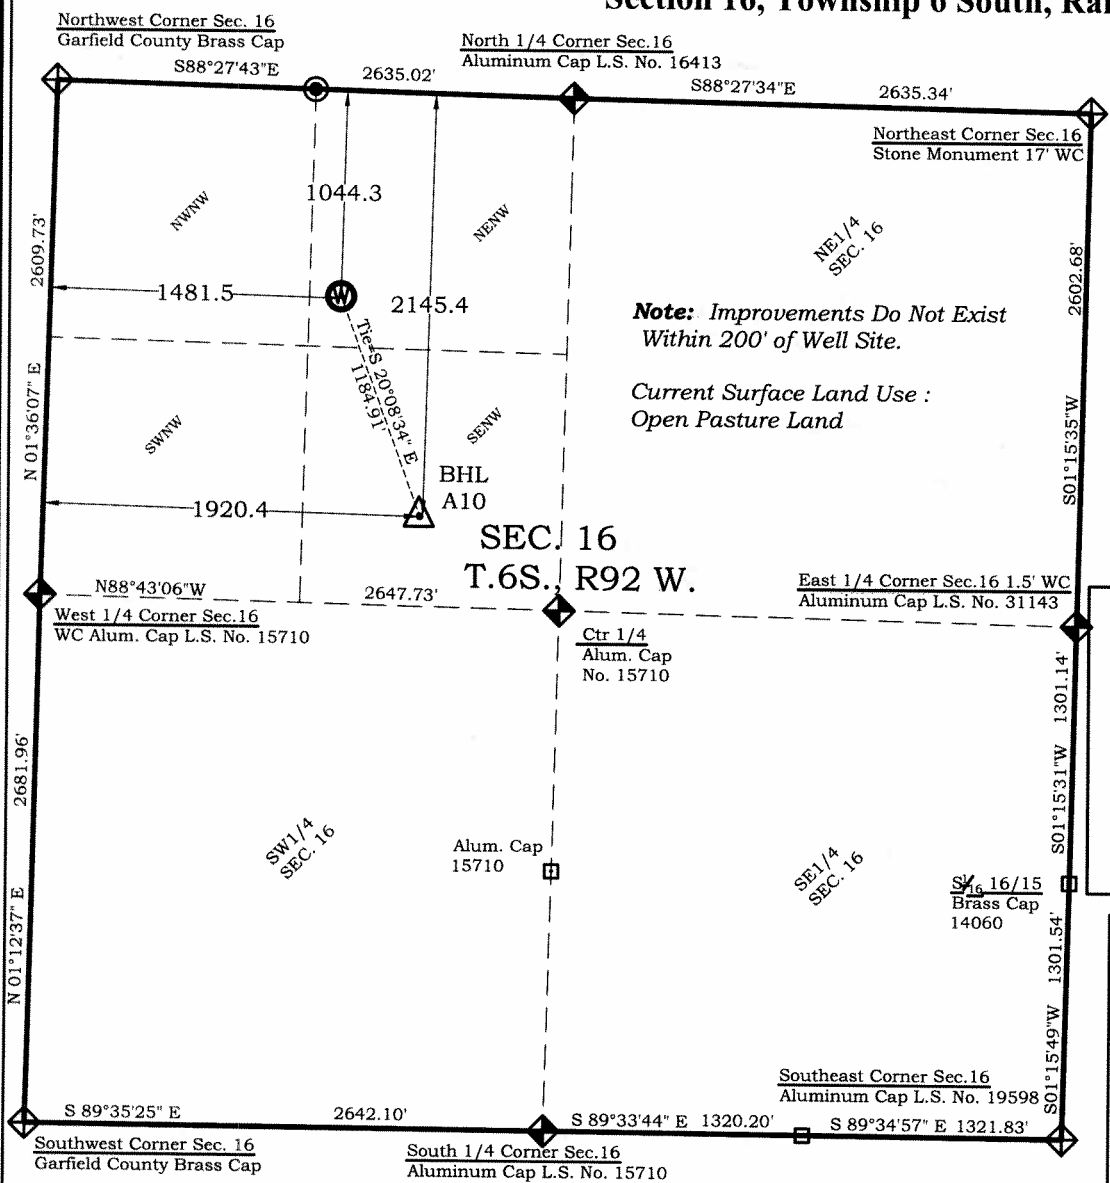 Section 16, Township 6 South, Ra
Northwest Corner Sec. 16
Garfield County Brass Cap
North 1/4 Corner Sec.16
Aluminum Cap L.S. No. 16413
S88°27'43"E
2635.02'
S88°27'34"E
2635.34'
Northeast Corner Sec.16
Stone Monument 17' WC
1044.3
NWNW
NENW
NE1/4
SEC. 16
2609.73'
2602.68'
1481.5
W
2145.4
Note: Improvements Do Not Exist
Within 200' of Well Site.
Tie=S 20°08'34" E
1184.91'
Current Surface Land Use :
Open Pasture Land
N 01°36'07" E
S01°15'35"W
SWNW
SENW
BHL
A10
1920.4
SEC. 16
T.6S., R92 W.
N88°43'06"W
2647.73'
East 1/4 Corner Sec.16 1.5' WC
Aluminum Cap L.S. No. 31143
West 1/4 Corner Sec.16
WC Alum. Cap L.S. No. 15710
Ctr 1/4
Alum. Cap
No. 15710
1301.14'
2681.96'
S01°15'31"W
SW1/4
SEC. 16
Alum. Cap
15710
SE1/4
SEC. 16
S1/16 16/15
Brass Cap
14060
N 01°12'37" E
1301.54'
S01°15'49"W
Southeast Corner Sec.16
Aluminum Cap L.S. No. 19598
S 89°35'25" E
2642.10'
S 89°33'44" E 1320.20'
S 89°34'57" E 1321.83'
Southwest Corner Sec. 16
Garfield County Brass Cap
South 1/4 Corner Sec.16
Aluminum Cap L.S. No. 15710